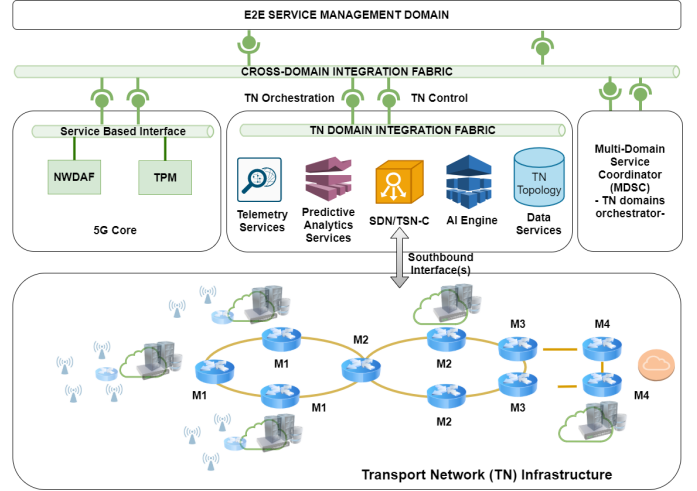 E2E SERVICE MANAGEMENT DOMAIN
CROSS-DOMAIN INTEGRATION FABRIC
TN Orchestration
TN Control
Service Based Interface
NWDAF
TPM
5G Core
TN DOMAIN INTEGRATION FABRIC
Telemetry
Services
Predictive
Analytics
Services
SDN/TSN-C
AI Engine
TN
Topology
Data
Services
Multi-Domain
Service
Coordinator
(MDSC)
- TN domains
orchestrator-
Southbound
Interface(s)
M2
M3
M4
M1
M2
M1
M1
M3
M4
M2
Transport Network (TN) Infrastructure